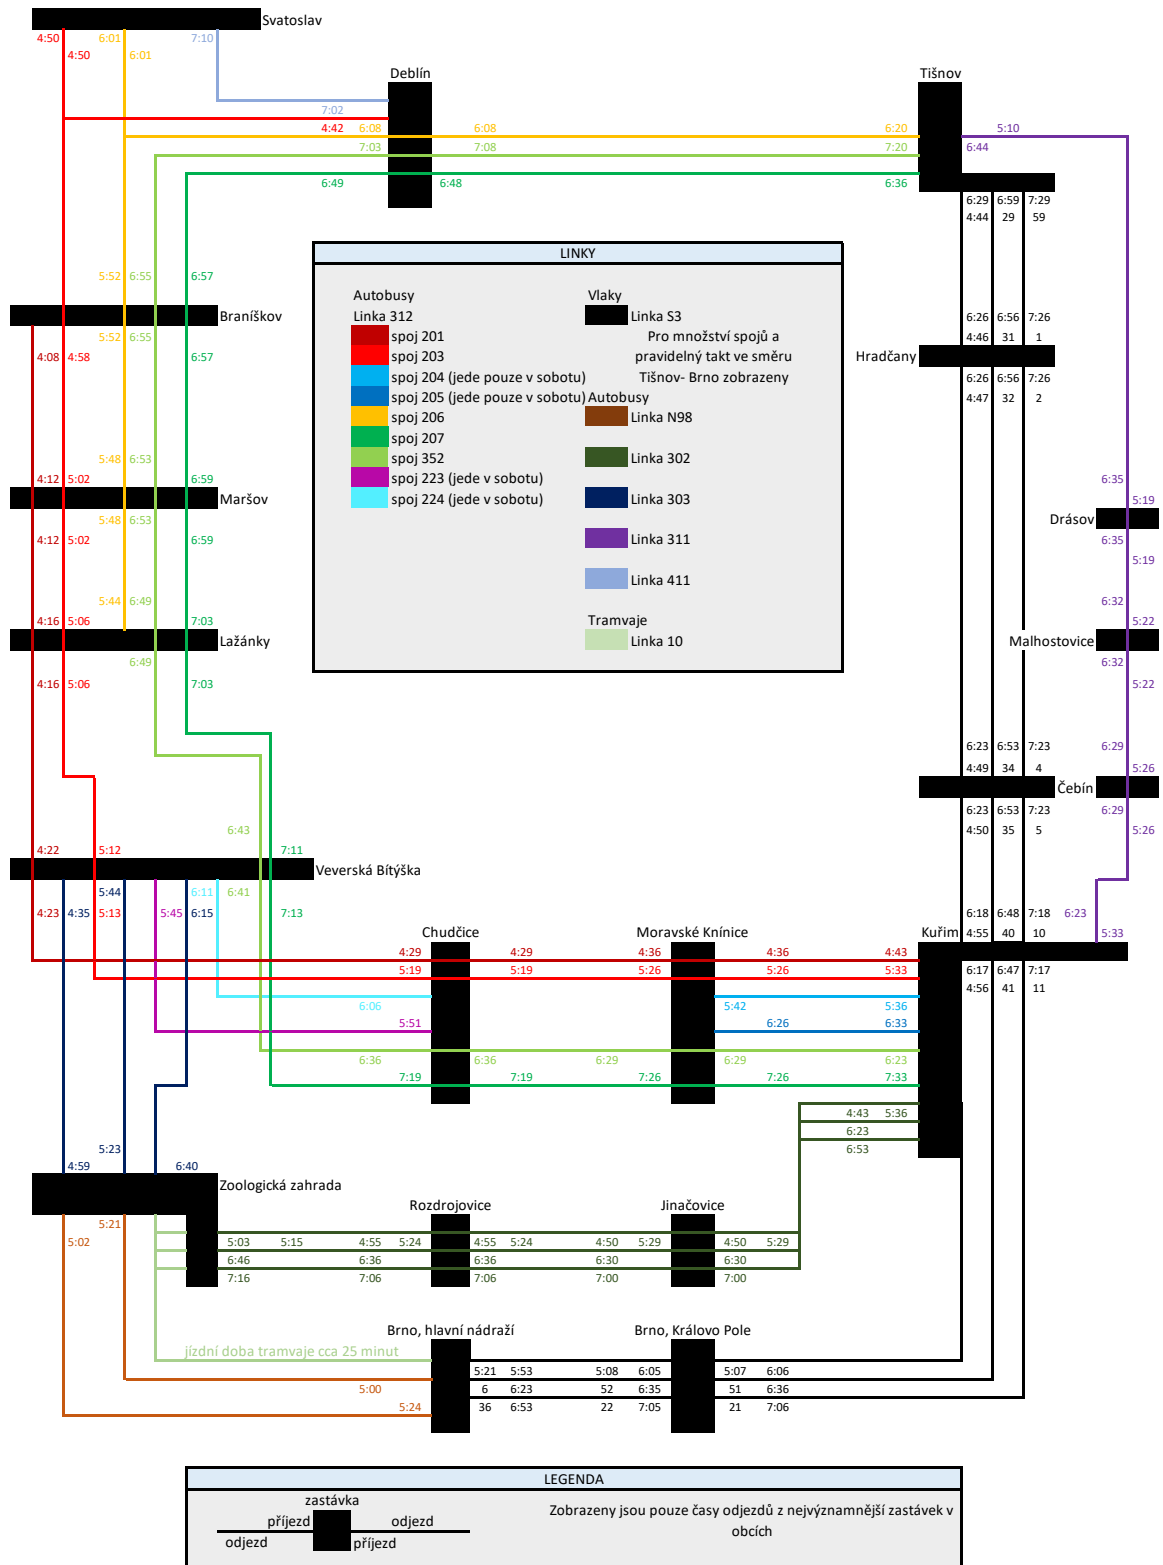 Svatoslav
4:50 6:01 7:10
4:50 6:01
Deblín Tišnov
7:02
4:42 6:08 6:08 6:20 5:10
7:03 7:08 7:20 6:44
6:49 6:48 6:36
6:29 6:59 7:29
4:44 29 59
LINKY
5:52 6:55 6:57
Autobusy Vlaky
Linka 312 Linka S3
Braníškov
6:26 6:56 7:26
spoj 201 Pro množství spojů a
5:52 6:55 4:46 31 1
4:08 4:58 6:57
spoj 203 pravidelný takt ve směru Hradčany
spoj 204 (jede pouze v sobotu) Tišnov- Brno zobrazeny
6:26 6:56 7:26
spoj 205 (jede pouze v sobotu) Autobusy
4:47 32 2
spoj 206 Linka N98
spoj 207
5:48 6:53 spoj 352 Linka 302
4:12 5:02 6:59 spoj 223 (jede v sobotu) 6:35
Maršov spoj 224 (jede v sobotu) Linka 303 5:19
5:48 6:53 Drásov
4:12 5:02 6:59 Linka 311 6:35
5:19
Linka 411
5:44 6:49 6:32
4:16 5:06 7:03 Tramvaje 5:22
Lažánky Linka 10 Malhostovice
6:49 6:32
4:16 5:06 7:03 5:22
6:23 6:53 7:23 6:29
4:49 34 4 5:26
Čebín
6:23 6:53 7:23 6:29
6:43 4:50 35 5 5:26
4:22 5:12 7:11
Veverská Bítýška
5:44 6:11 6:41
4:23 4:35 5:13 5:45 6:15 7:13 6:18 6:48 7:18 6:23
Chudčice Moravské Knínice Kuřim 4:55 40 10 5:33
4:29 4:29 4:36 4:36 4:43
5:19 5:19 5:26 5:26 5:33 6:17 6:47 7:17
4:56 41 11
6:06 5:42 5:36
5:51 6:26 6:33
6:36 6:36 6:29 6:29 6:23
7:19 7:19 7:26 7:26 7:33
4:43 5:36
6:23
5:23 6:53
4:59 6:40
Zoologická zahrada
Rozdrojovice Jinačovice
5:21
5:02 5:03 5:15 4:55 5:24 4:55 5:24 4:50 5:29 4:50 5:29
6:46 6:36 6:36 6:30 6:30
7:16 7:06 7:06 7:00 7:00
Brno, hlavní nádraží Brno, Královo Pole
jízdní doba tramvaje cca 25 minut
5:21 5:53 5:08 6:05 5:07 6:06
5:00 6 6:23 52 6:35 51 6:36
5:24 36 6:53 22 7:05 21 7:06
LEGENDA
zastávka
příjezd odjezd
odjezd příjezd
Zobrazeny jsou pouze časy odjezdů z nejvýznamnější zastávek v
obcích